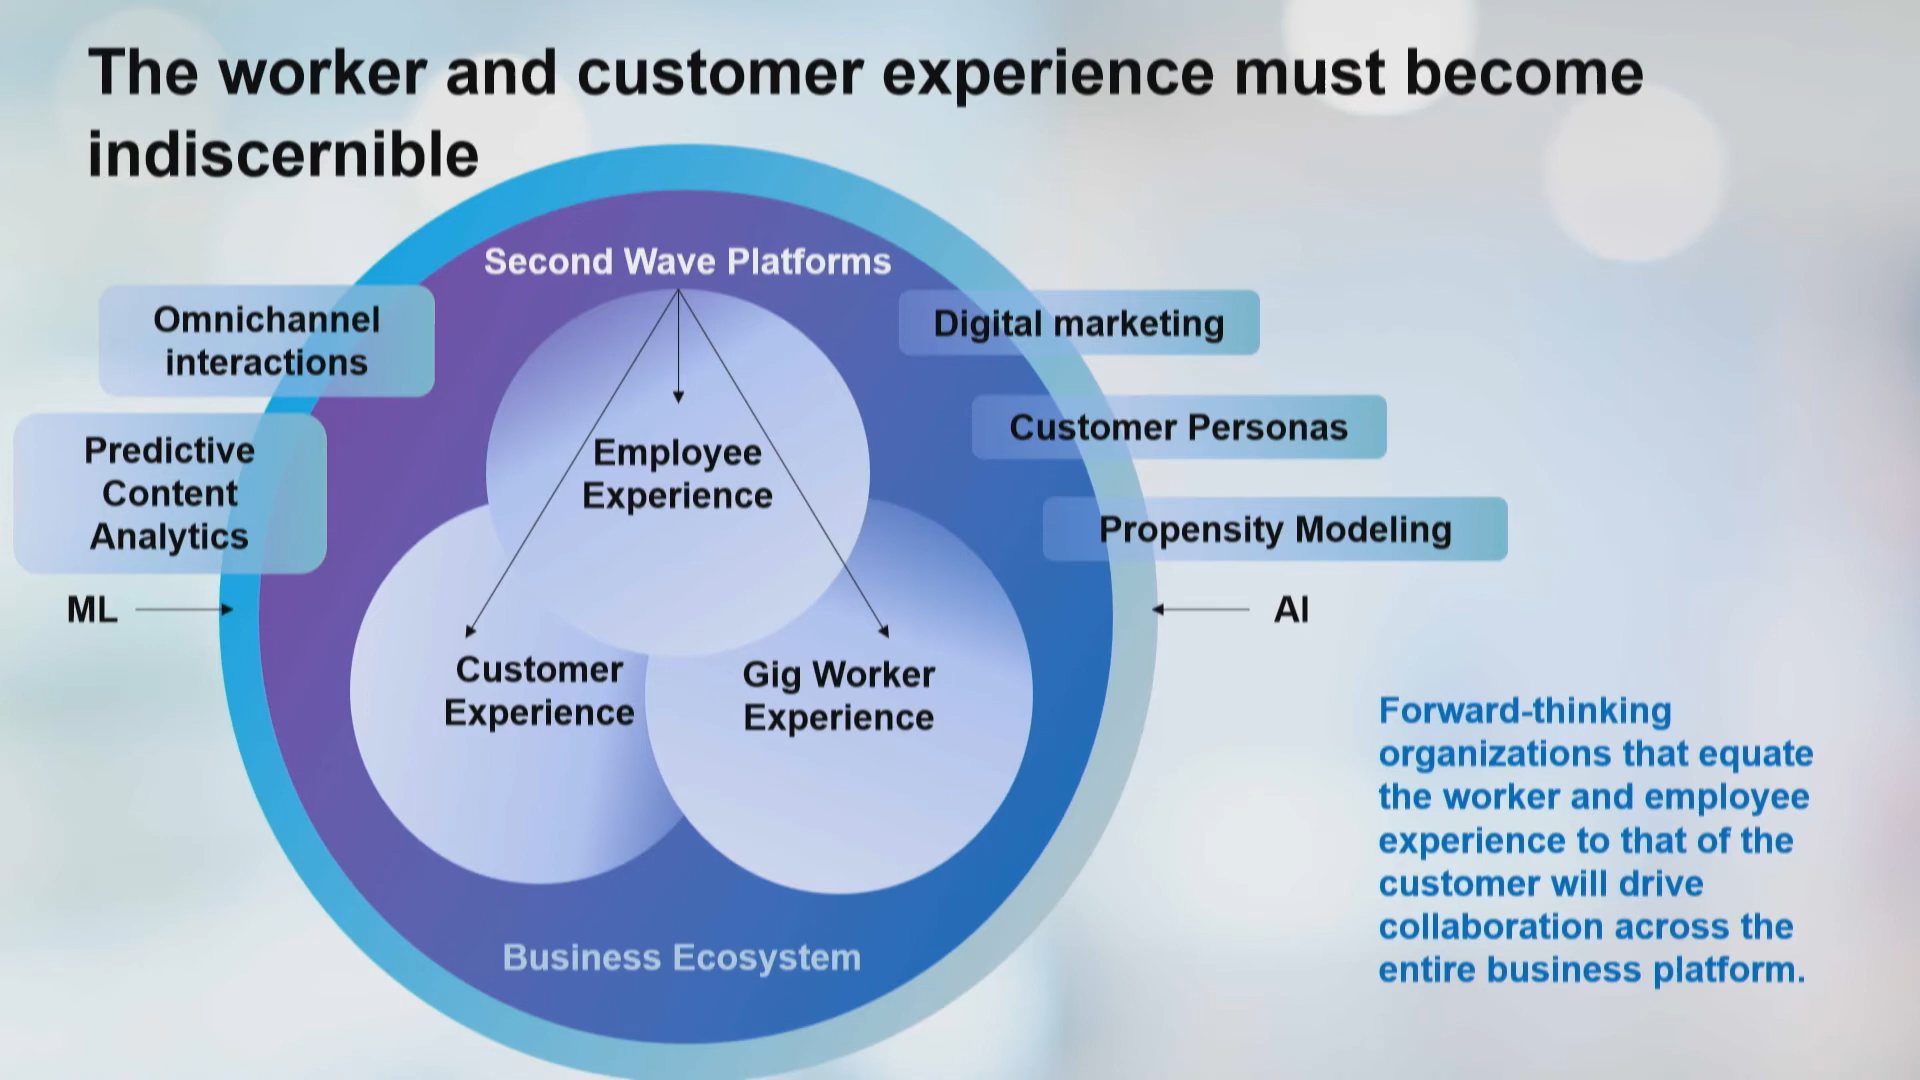 The worker and customer experience must become
indiscernible
Second Wave Platforms
Omnichannel
interactions
Predictive
Content
Analytics
ML
Digital marketing
Customer Personas
Propensity Modeling
AI
Employee
Experience
Customer
Experience
Gig Worker
Experience
Business Ecosystem
Forward-thinking
organizations that equate
the worker and employee
experience to that of the
customer will drive
collaboration across the
entire business platform.